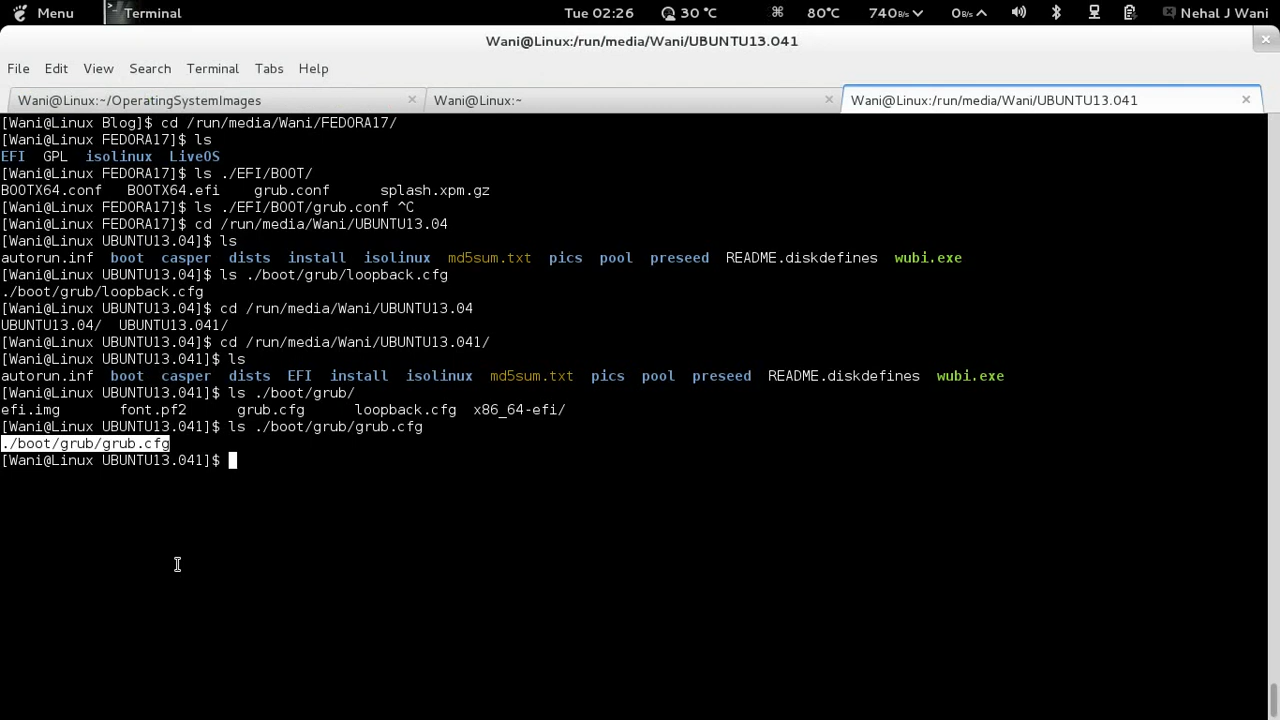 Menu Terminal Tue 02:26 30 °C 80°C 740B/s 0B/s Nehal J Wani
Wani@Linux:/run/media/Wani/UBUNTU13.041
File Edit View Search Terminal Tabs Help
Wani@Linux:~/OperatingSystemImages Wani@Linux:~ Wani@Linux:/run/media/Wani/UBUNTU13.041
[Wani@Linux Blog]$ cd /run/media/Wani/FEDORA17/
[Wani@Linux FEDORA17]$ ls
EFI GPL isolinux LiveOS
[Wani@Linux FEDORA17]$ ls ./EFI/BOOT/
BOOTX64.conf BOOTX64.efi grub.conf splash.xpm.gz
[Wani@Linux FEDORA17]$ ls ./EFI/BOOT/grub.conf ^C
[Wani@Linux FEDORA17]$ cd /run/media/Wani/UBUNTU13.04
[Wani@Linux UBUNTU13.04]$ ls
autorun.inf boot casper dists install isolinux md5sum.txt pics pool preseed README.diskdefines wubi.exe
[Wani@Linux UBUNTU13.04]$ ls ./boot/grub/loopback.cfg
./boot/grub/loopback.cfg
[Wani@Linux UBUNTU13.04]$ cd /run/media/Wani/UBUNTU13.04
UBUNTU13.04/ UBUNTU13.041/
[Wani@Linux UBUNTU13.04]$ cd /run/media/Wani/UBUNTU13.041/
[Wani@Linux UBUNTU13.041]$ ls
autorun.inf boot casper dists EFI install isolinux md5sum.txt pics pool preseed README.diskdefines wubi.exe
[Wani@Linux UBUNTU13.041]$ ls ./boot/grub/
efi.img font.pf2 grub.cfg loopback.cfg x86_64-efi/
[Wani@Linux UBUNTU13.041]$ ls ./boot/grub/grub.cfg
./boot/grub/grub.cfg
[Wani@Linux UBUNTU13.041]$